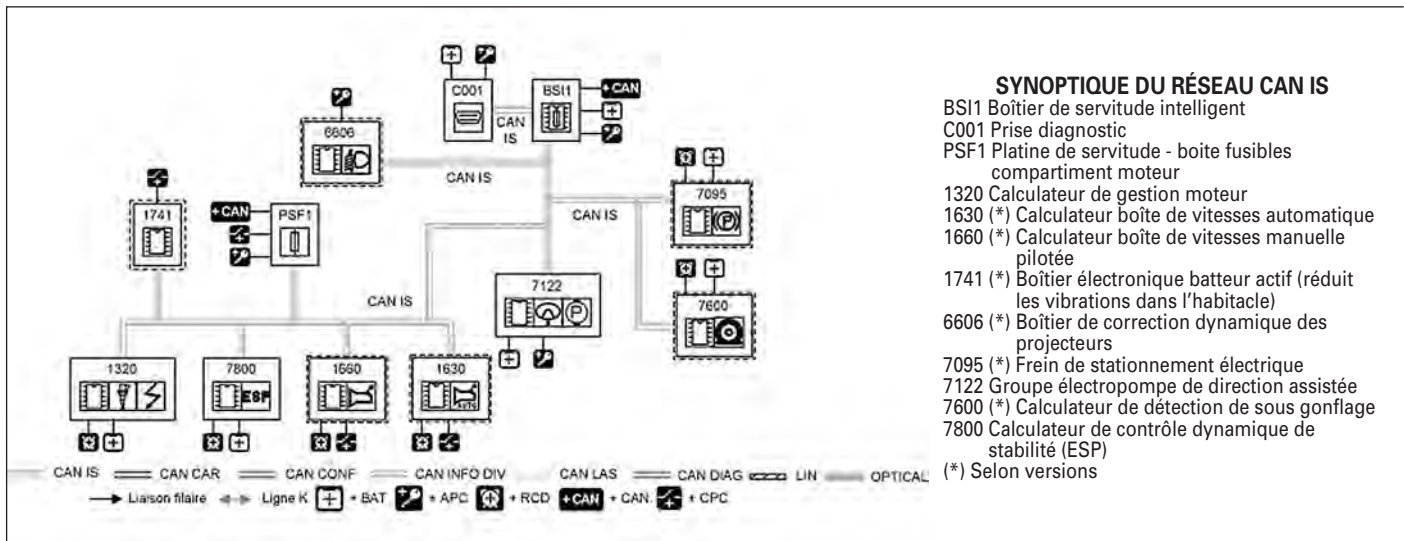 C001
BSI1
+CAN
CAN
IS
6606
CAN IS
7095
1741
+CAN
PSF1
CAN IS
7122
7600
CAN IS
1320
7800
ESP
1660
1630
AUTO
CAN IS CAN CAR CAN CONF CAN INFO DIV CAN LAS CAN DIAG LIN OPTICAL
Liaison filaire Ligne K + BAT + APC + RCD +CAN + CAN. + CPC
SYNOPTIQUE DU RÉSEAU CAN IS
BSI1 Boîtier de servitude intelligent
C001 Prise diagnostic
PSF1 Platine de servitude - boite fusibles
compartiment moteur
1320 Calculateur de gestion moteur
1630 (*) Calculateur boîte de vitesses automatique
1660 (*) Calculateur boîte de vitesses manuelle
pilotée
1741 (*) Boîtier électronique batteur actif (réduit
les vibrations dans l'habitacle)
6606 (*) Boîtier de correction dynamique des
projecteurs
7095 (*) Frein de stationnement électrique
7122 Groupe électropompe de direction assistée
7600 (*) Calculateur de détection de sous gonflage
7800 Calculateur de contrôle dynamique de
stabilité (ESP)
(*) Selon versions